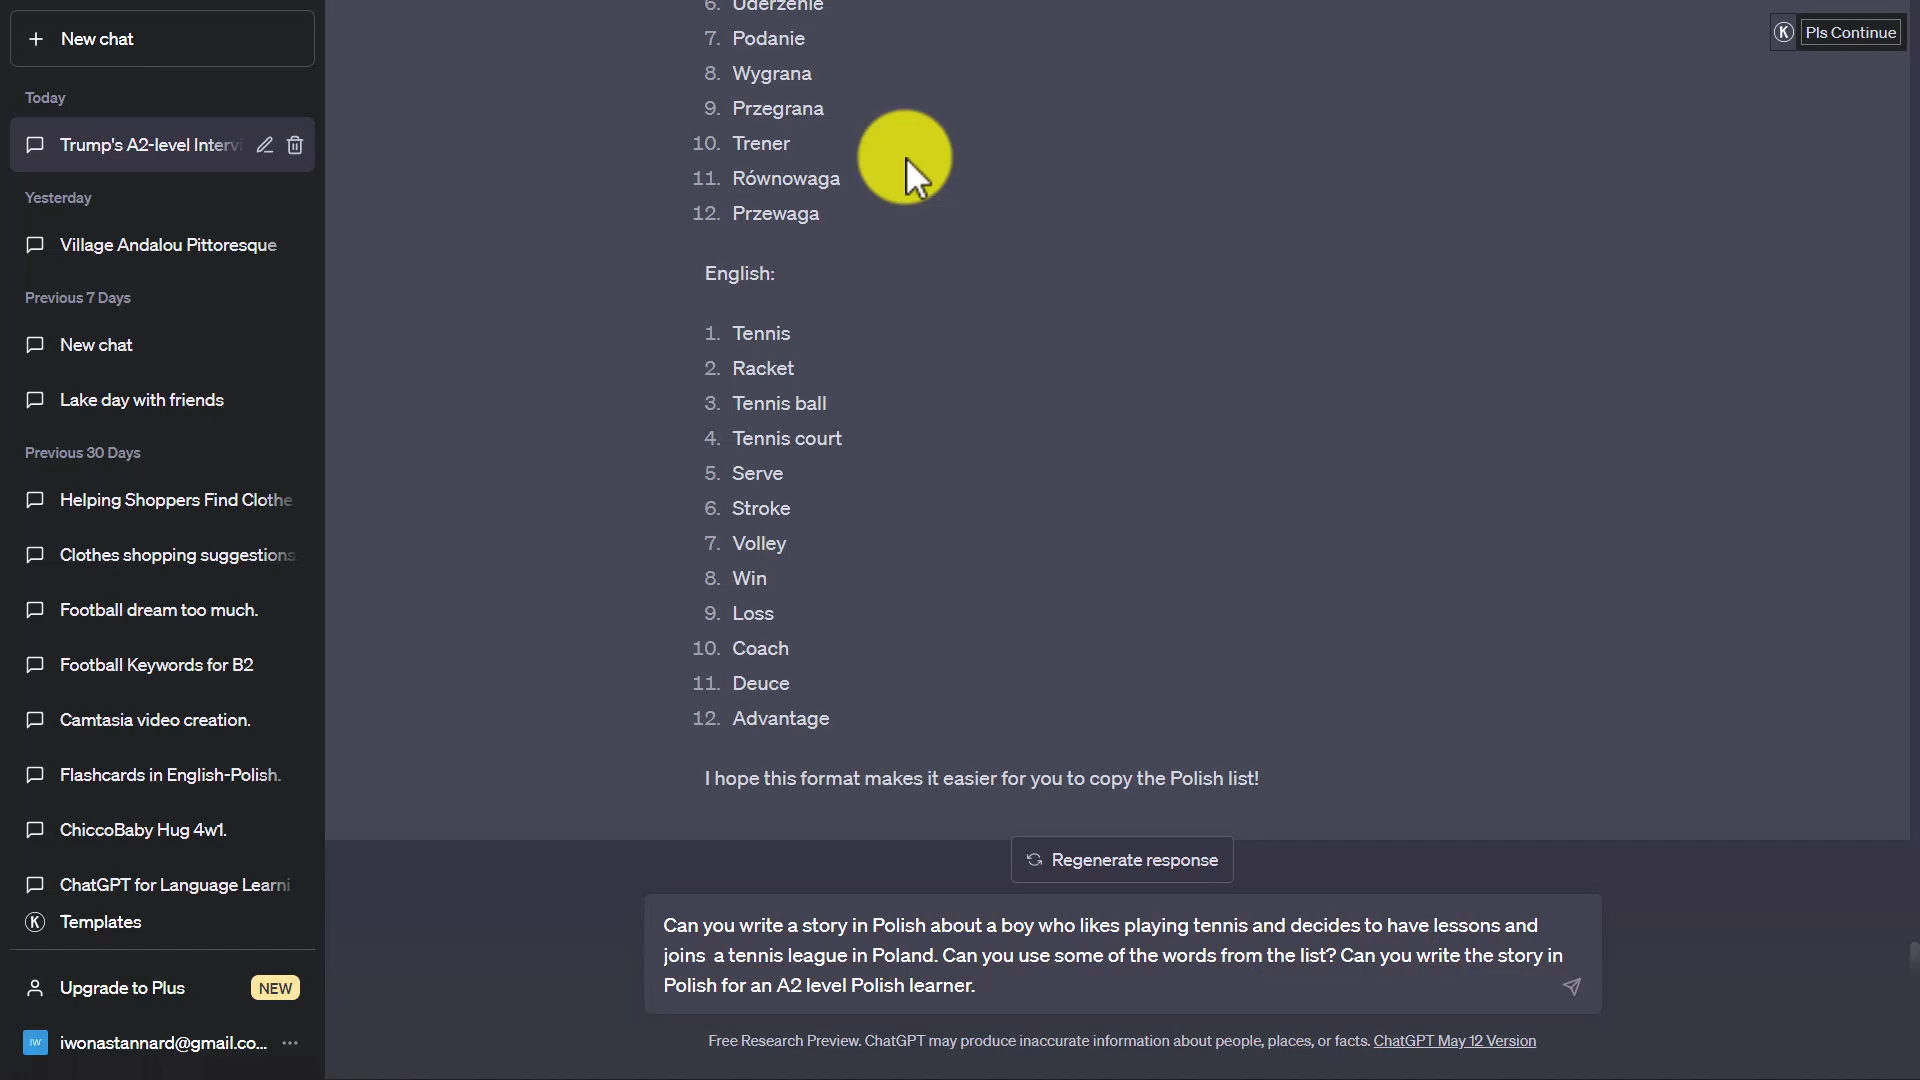 New chat
Today
Trump's A2-level Intervi
Yesterday
Village Andalou Pittoresque
Previous 7 Days
New chat
Lake day with friends
Previous 30 Days
Helping Shoppers Find Clothe
Clothes shopping suggestions.
Football dream too much.
Football Keywords for B2
Camtasia video creation.
Flashcards in English-Polish.
ChiccoBaby Hug 4w1.
ChatGPT for Language Learni
K Templates
Upgrade to Plus NEW
IW iwonastannard@gmail.co...
6. Uderzenie
7. Podanie
8. Wygrana
9. Przegrana
10. Trener
11. Równowaga
12. Przewaga
English:
1. Tennis
2. Racket
3. Tennis ball
4. Tennis court
5. Serve
6. Stroke
7. Volley
8. Win
9. Loss
10. Coach
11. Deuce
12. Advantage
I hope this format makes it easier for you to copy the Polish list!
K Pls Continue
Regenerate response
Can you write a story in Polish about a boy who likes playing tennis and decides to have lessons and
joins a tennis league in Poland. Can you use some of the words from the list? Can you write the story in
Polish for an A2 level Polish learner.
Free Research Preview. ChatGPT may produce inaccurate information about people, places, or facts. ChatGPT May 12 Version